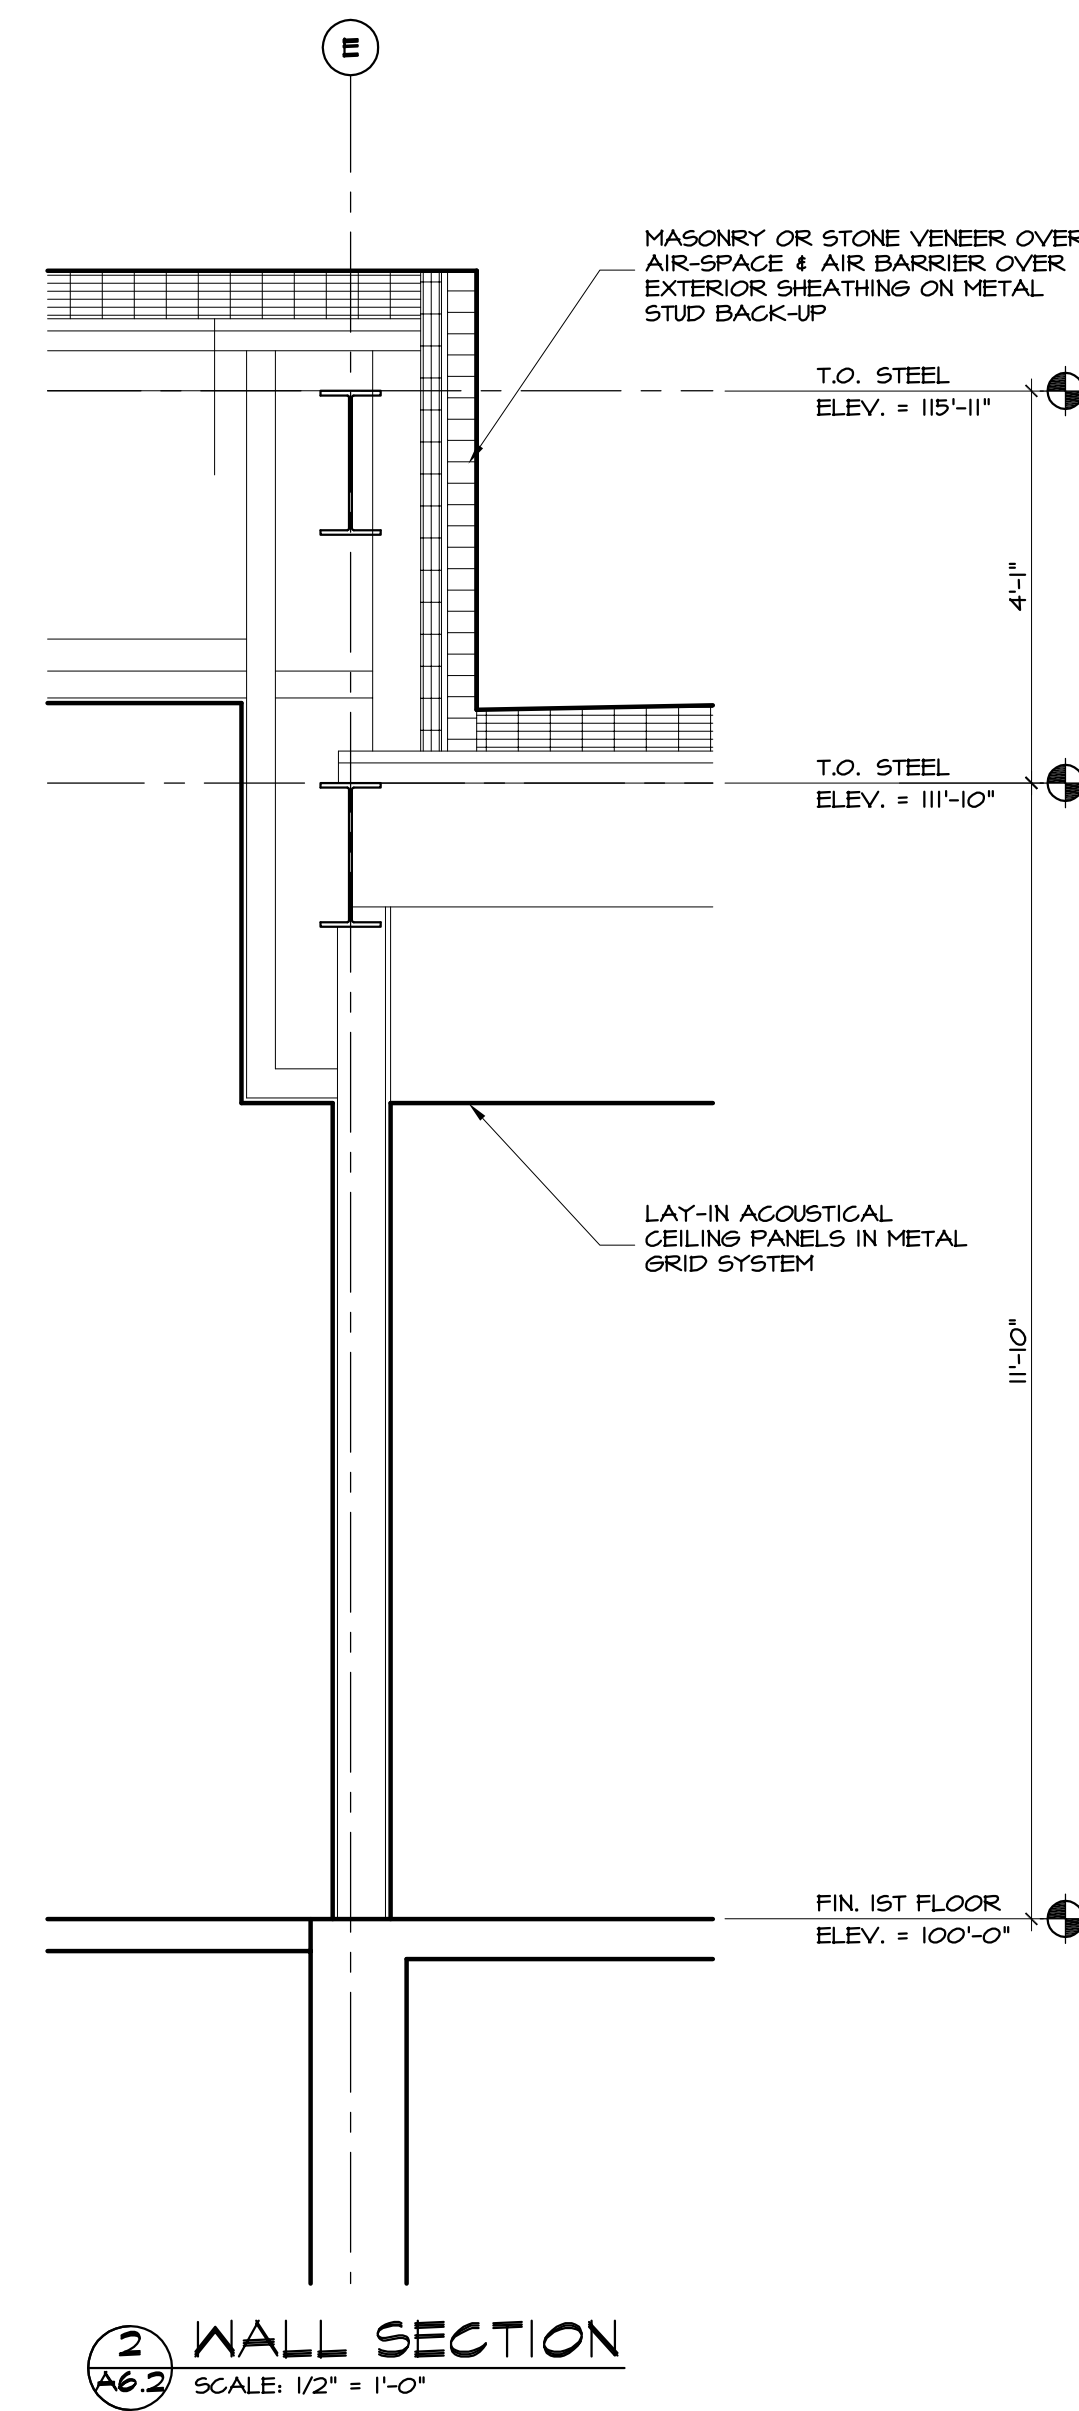 E
MASONRY OR STONE VENEER OVER
AIR-SPACE & AIR BARRIER OVER
EXTERIOR SHEATHING ON METAL
STUD BACK-UP
T.O. STEEL
ELEV. = 115'-11"
4'-1"
T.O. STEEL
ELEV. = 111'-10"
LAY-IN ACOUSTICAL
CEILING PANELS IN METAL
GRID SYSTEM
11'-10"
FIN. 1ST FLOOR
ELEV. = 100'-0"
2
A6.2
WALL SECTION
SCALE: 1/2" = 1'-0"